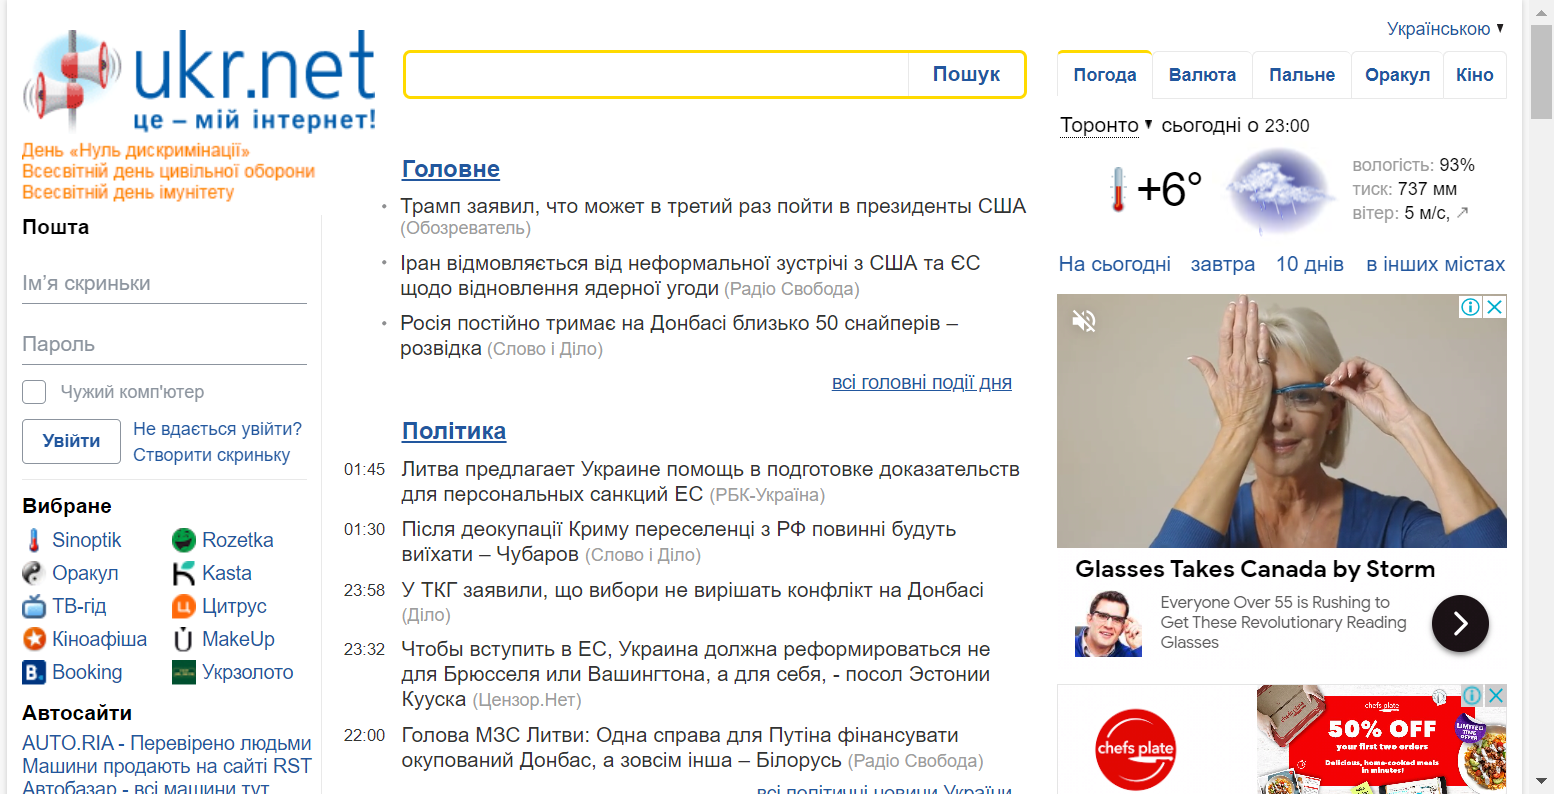 ukr.net
це – мій інтернет!
День «Нуль дискримінації»
Всесвітній день цивільної оборони
Всесвітній день імунітету
Пошта
Ім’я скриньки
Пароль
Чужий комп'ютер
Увійти
Не вдається увійти?
Створити скриньку
Вибране
Sinoptik
Rozetka
Оракул
Kasta
ТВ-гід
Цитрус
Кіноафіша
MakeUp
Booking
Укрзолото
Автосайти
AUTO.RIA - Перевірено людьми
Машини продають на сайті RST
Автобазар - всі машини тут
Пошук
Головне
Трамп заявил, что может в третий раз пойти в президенты США
(Обозреватель)
Іран відмовляється від неформальної зустрічі з США та ЄС
щодо відновлення ядерної угоди (Радіо Свобода)
Росія постійно тримає на Донбасі близько 50 снайперів –
розвідка (Слово і Діло)
всі головні події дня
Політика
01:45 Литва предлагает Украине помощь в подготовке доказательств
для персональных санкций ЕС (РБК-Україна)
01:30 Після деокупації Криму переселенці з РФ повинні будуть
виїхати – Чубаров (Слово і Діло)
23:58 У ТКГ заявили, що вибори не вирішать конфлікт на Донбасі
(Діло)
23:32 Чтобы вступить в ЕС, Украина должна реформироваться не
для Брюсселя или Вашингтона, а для себя, - посол Эстонии
Кууска (Цензор.Нет)
22:00 Голова МЗС Литви: Одна справа для Путіна фінансувати
окупований Донбас, а зовсім інша – Білорусь (Радіо Свобода)
всі політичні новини України
Українською ▼
Погода Валюта Пальне Оракул Кіно
Торонто ▼ сьогодні о 23:00
+6°
вологість: 93%
тиск: 737 мм
вітер: 5 м/с,
На сьогодні завтра 10 днів в інших містах
Glasses Takes Canada by Storm
Everyone Over 55 is Rushing to
Get These Revolutionary Reading
Glasses
chefs plate
chefs plate
50% OFF
your first two orders
Delicious, home-cooked meals
in minutes!
LIMITED
TIME
OFFER